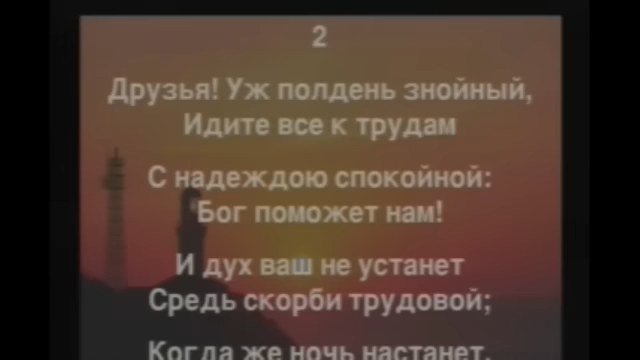 2
Друзья! Уж полдень знойный,
Идите все к трудам
С надеждою спокойной:
Бог поможет нам!
И дух ваш не устанет
Средь скорби трудовой;
Когда же ночь настанет,